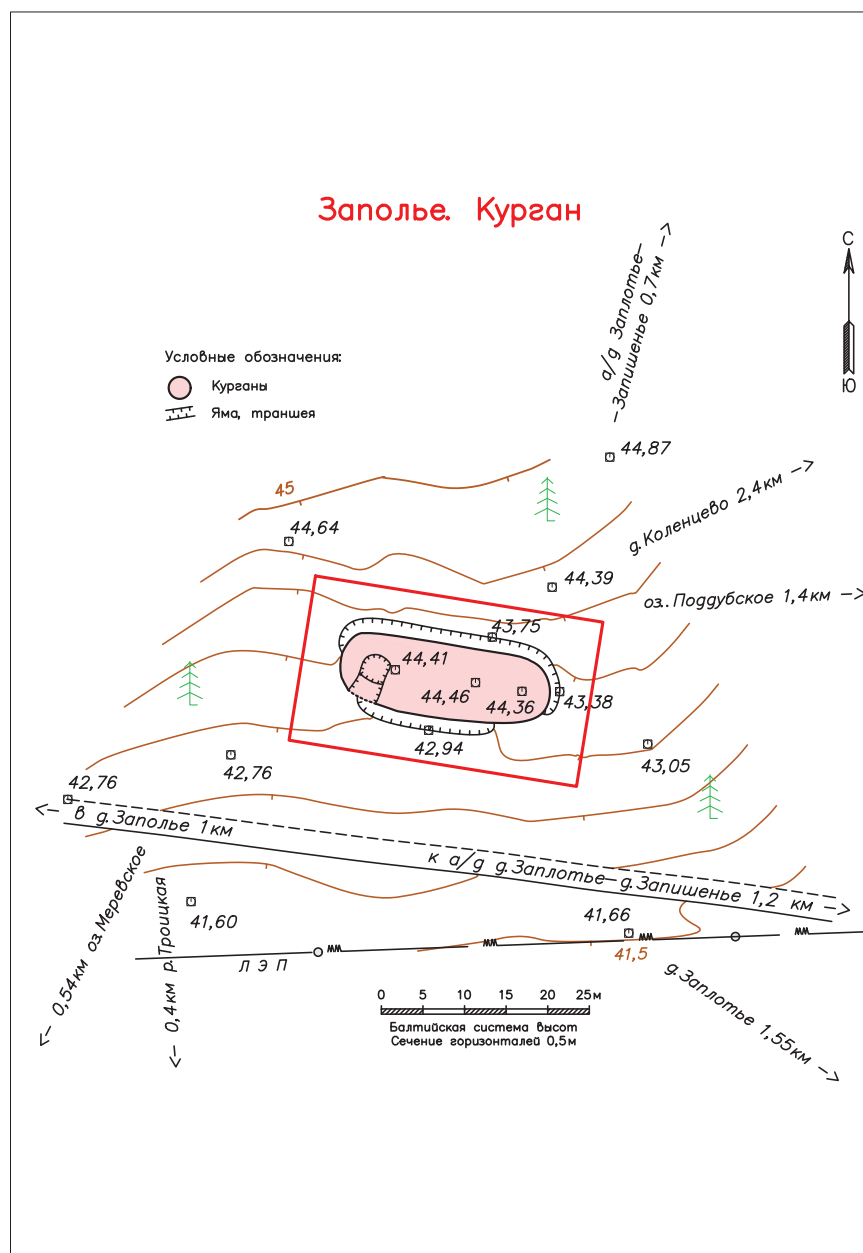 Заполье. Курган
С
Ю
а/д Заплотье-
-Запишенье 0,7км
Условные обозначения:
Курганы
Яма, траншея
44,87
45
д.Коленцево 2,4км
44,64
44,39
оз..Поддубское 1,4км
43,75
44,41
44,46
44,36
43,38
42,94
43,05
42,76
42,76
в д.Заполье 1км
к а/д д.Заплотье-д.Запишенье 1,2 км
0,54км оз.Меревское
0,4км р.Троицкая
41,60
41,66
41,5
ЛЭП
д.Заплотье 1,55км
0 5 10 15 20 25м
Балтийская система высот
Сечение горизонталей 0,5м